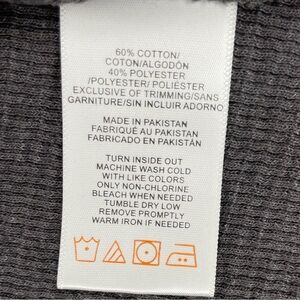 60% COTTON/
COTON/ALGODÓN
40% POLYESTER
/POLYESTER/ POLIÉSTER
EXCLUSIVE OF TRIMMING/SANS
GARNITURE/SIN INCLUIR ADORNO
MADE IN PAKISTAN
FABRIQUÉ AU PAKISTAN
FABRICADO EN PAKISTÁN
TURN INSIDE OUT
MACHINE WASH COLD
WITH LIKE COLORS
ONLY NON-CHLORINE
BLEACH WHEN NEEDED
TUMBLE DRY LOW
REMOVE PROMPTLY
WARM IRON IF NEEDED